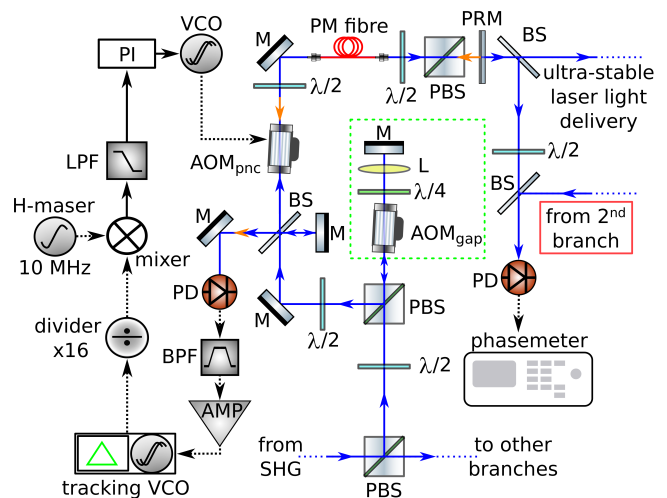 VCO
PM fibre
PRM
BS
M
PI
λ/2
λ/2
PBS
ultra-stable
laser light
delivery
AOMpnc
M
L
λ/4
λ/2
LPF
BS
H-maser
BS
M
M
AOMgap
from 2nd
branch
10 MHz
mixer
PD
M
PBS
PD
divider
x16
BPF
λ/2
λ/2
phasemeter
AMP
from
SHG
to other
branches
tracking VCO
PBS